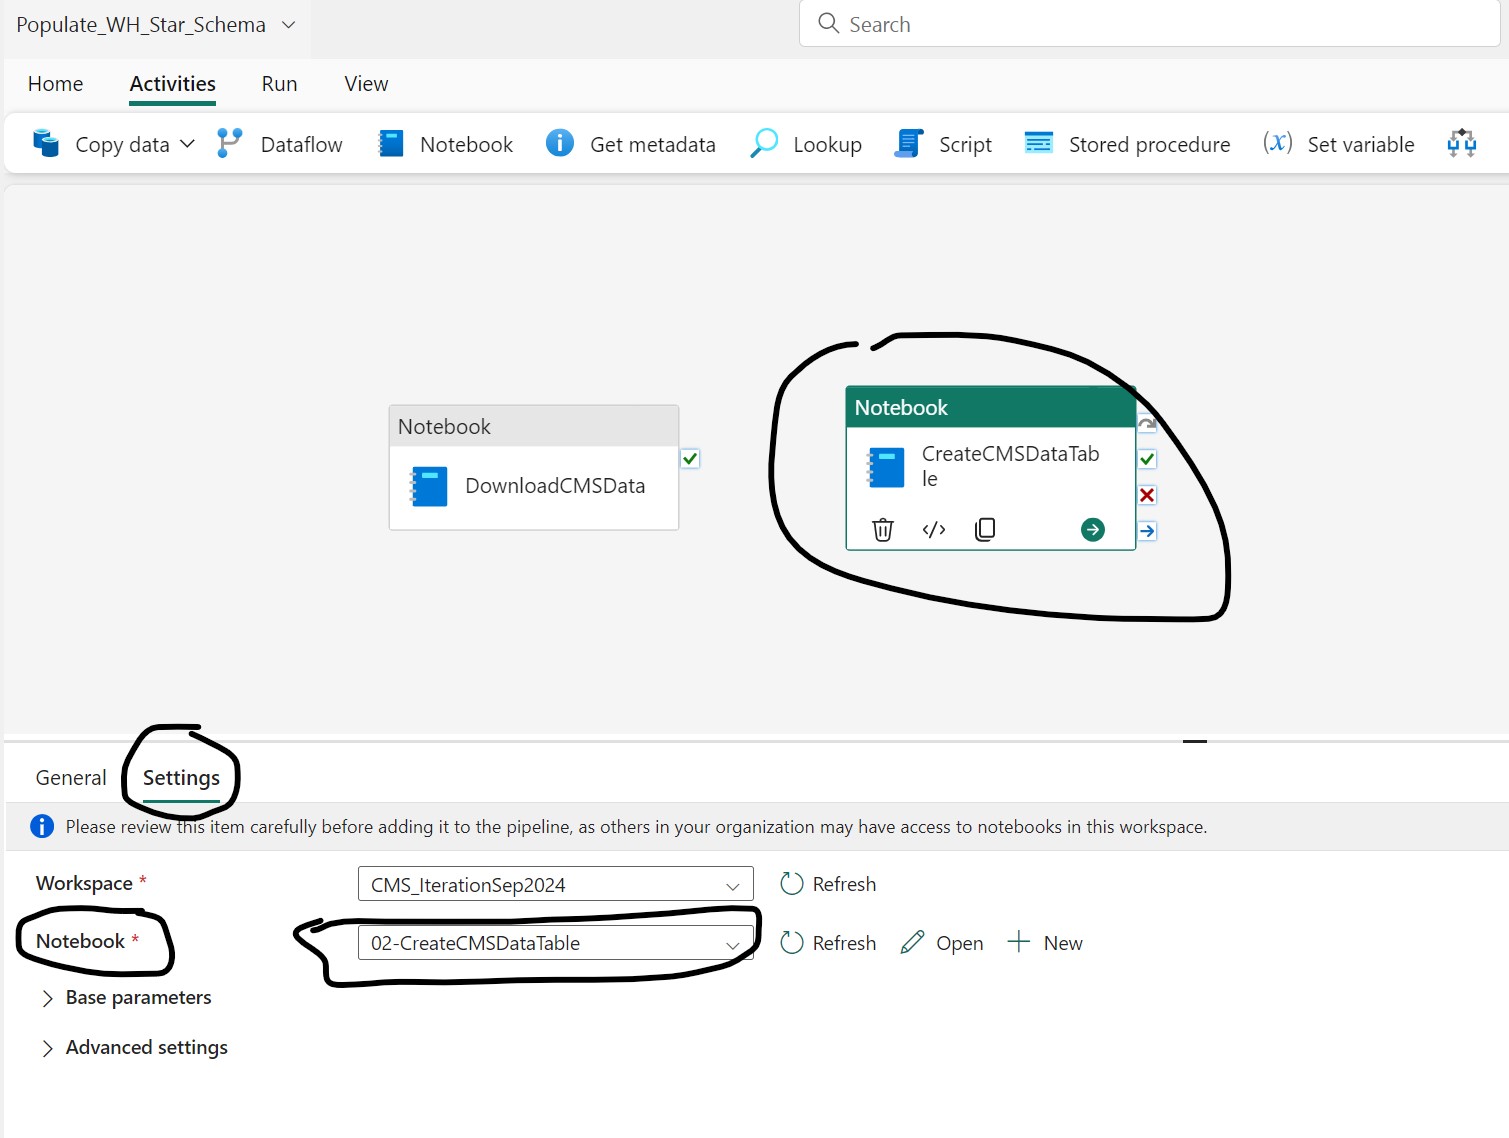 Populate_WH_Star_Schema
Search
Home Activities Run View
Copy data Dataflow Notebook Get metadata Lookup Script Stored procedure (x) Set variable
Notebook
DownloadCMSData
Notebook
CreateCMSDataTab
le
General Settings
Please review this item carefully before adding it to the pipeline, as others in your organization may have access to notebooks in this workspace.
Workspace * CMS_IterationSep2024 Refresh
Notebook * 02-CreateCMSDataTable Refresh Open New
Base parameters
Advanced settings